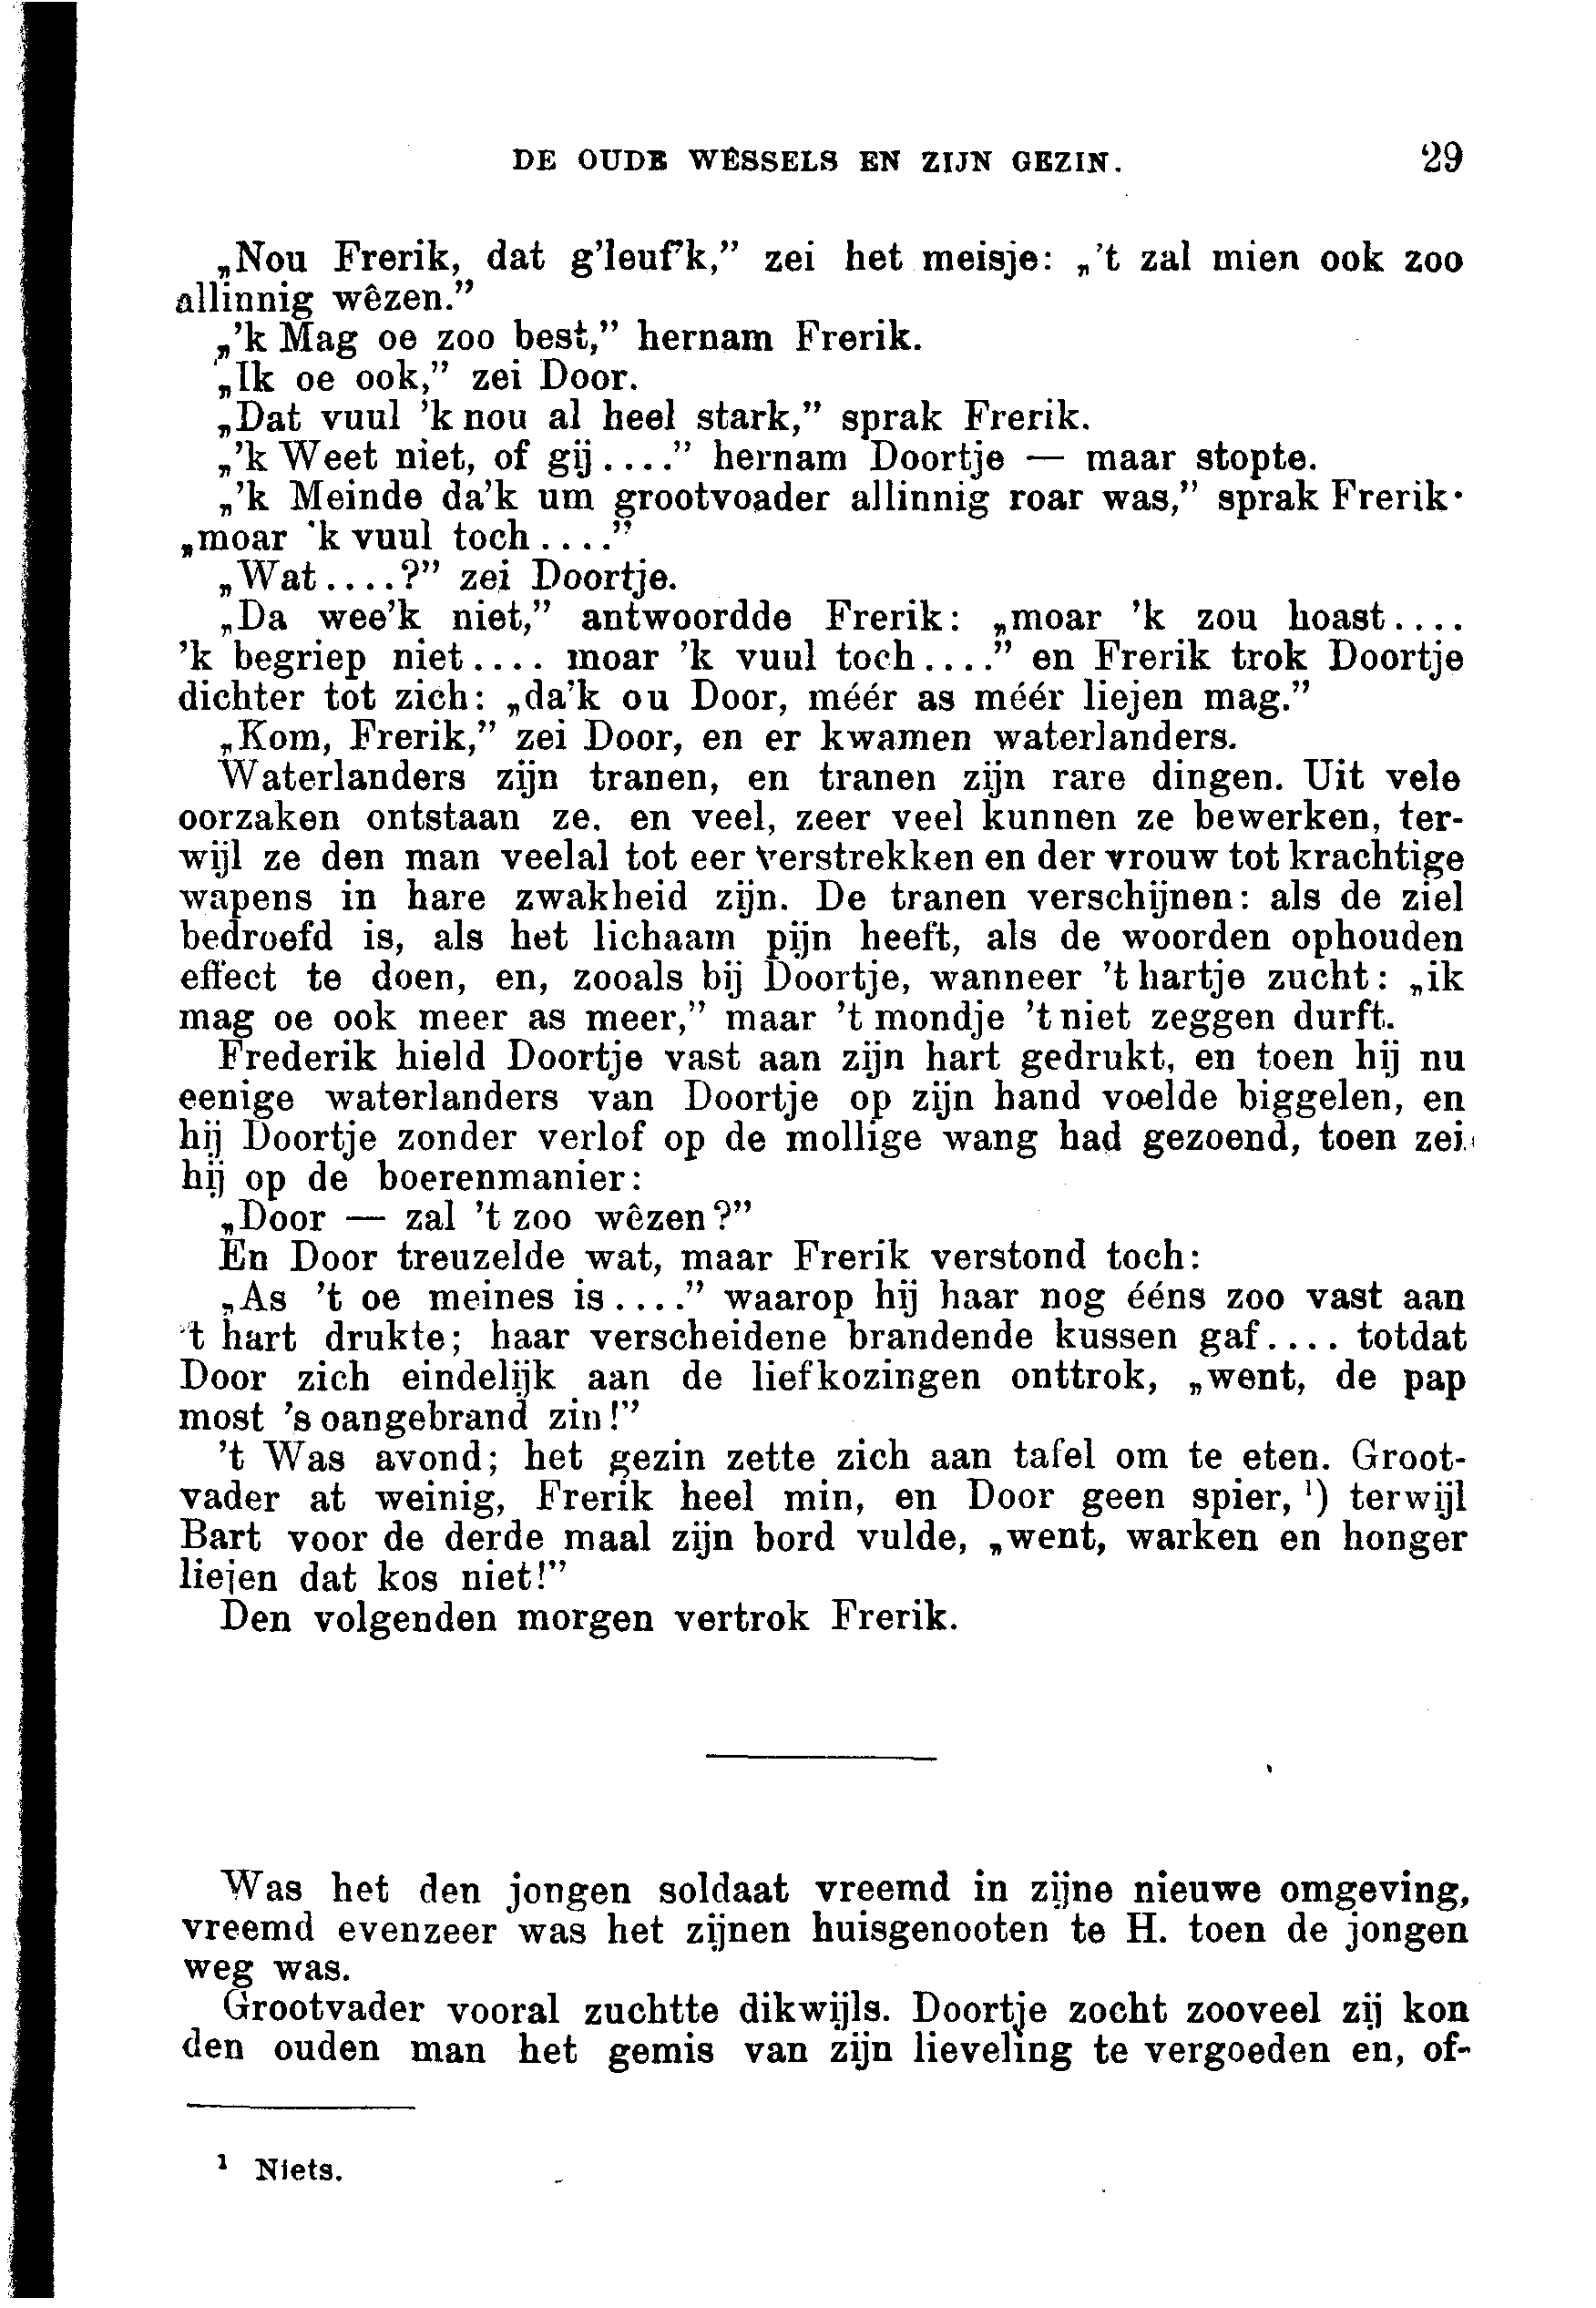 DE OUDE WESSELS EN ZIJN GEZIN. 29
„Nou Frerik, dat g'leuf'k,” zei het meisje: „'t zal mien ook zoo
allinnig wêzen.”
„'k Mag oe zoo best,” hernam Frerik.
„Ik oe ook,” zei Door.
„Dat vuul 'k nou al heel stark,” sprak Frerik.
„'k Weet niet, of gij....” hernam Doortje — maar stopte.
„'k Meinde da'k um grootvoader allinnig roar was,” sprak Frerik·
„moar 'k vuul toch....”
„Wat....?” zei Doortje.
„Da wee'k niet,” antwoordde Frerik: „moar 'k zou hoast....
'k begriep niet.... moar 'k vuul toch....” en Frerik trok Doortje
dichter tot zich: „da'k ou Door, méér as méér liejen mag.”
„Kom, Frerik,” zei Door, en er kwamen waterlanders.
Waterlanders zijn tranen, en tranen zijn rare dingen. Uit vele
oorzaken ontstaan ze. en veel, zeer veel kunnen ze bewerken, ter-
wijl ze den man veelal tot eer verstrekken en der vrouw tot krachtige
wapens in hare zwakheid zijn. De tranen verschijnen: als de ziel
bedroefd is, als het lichaam pijn heeft, als de woorden ophouden
effect te doen, en, zooals bij Doortje, wanneer 't hartje zucht: „ik
mag oe ook meer as meer,” maar 't mondje 't niet zeggen durft.
Frederik hield Doortje vast aan zijn hart gedrukt, en toen hij nu
eenige waterlanders van Doortje op zijn hand voelde biggelen, en
hij Doortje zonder verlof op de mollige wang had gezoend, toen zei
hij op de boerenmanier:
„Door — zal 't zoo wêzen?”
En Door treuzelde wat, maar Frerik verstond toch:
„As 't oe meines is....” waarop hij haar nog ééns zoo vast aan
't hart drukte; haar verscheidene brandende kussen gaf.... totdat
Door zich eindelijk aan de liefkozingen onttrok, „went, de pap
most 's oangebrand zin!”
't Was avond; het gezin zette zich aan tafel om te eten. Groot-
vader at weinig, Frerik heel min, en Door geen spier, ¹) terwijl
Bart voor de derde maal zijn bord vulde, „went, warken en honger
liejen dat kos niet!”
Den volgenden morgen vertrok Frerik.
Was het den jongen soldaat vreemd in zijne nieuwe omgeving,
vreemd evenzeer was het zijnen huisgenooten te H. toen de jongen
weg was.
Grootvader vooral zuchtte dikwijls. Doortje zocht zooveel zij kon
den ouden man het gemis van zijn lieveling te vergoeden en, of-
¹ Niets.